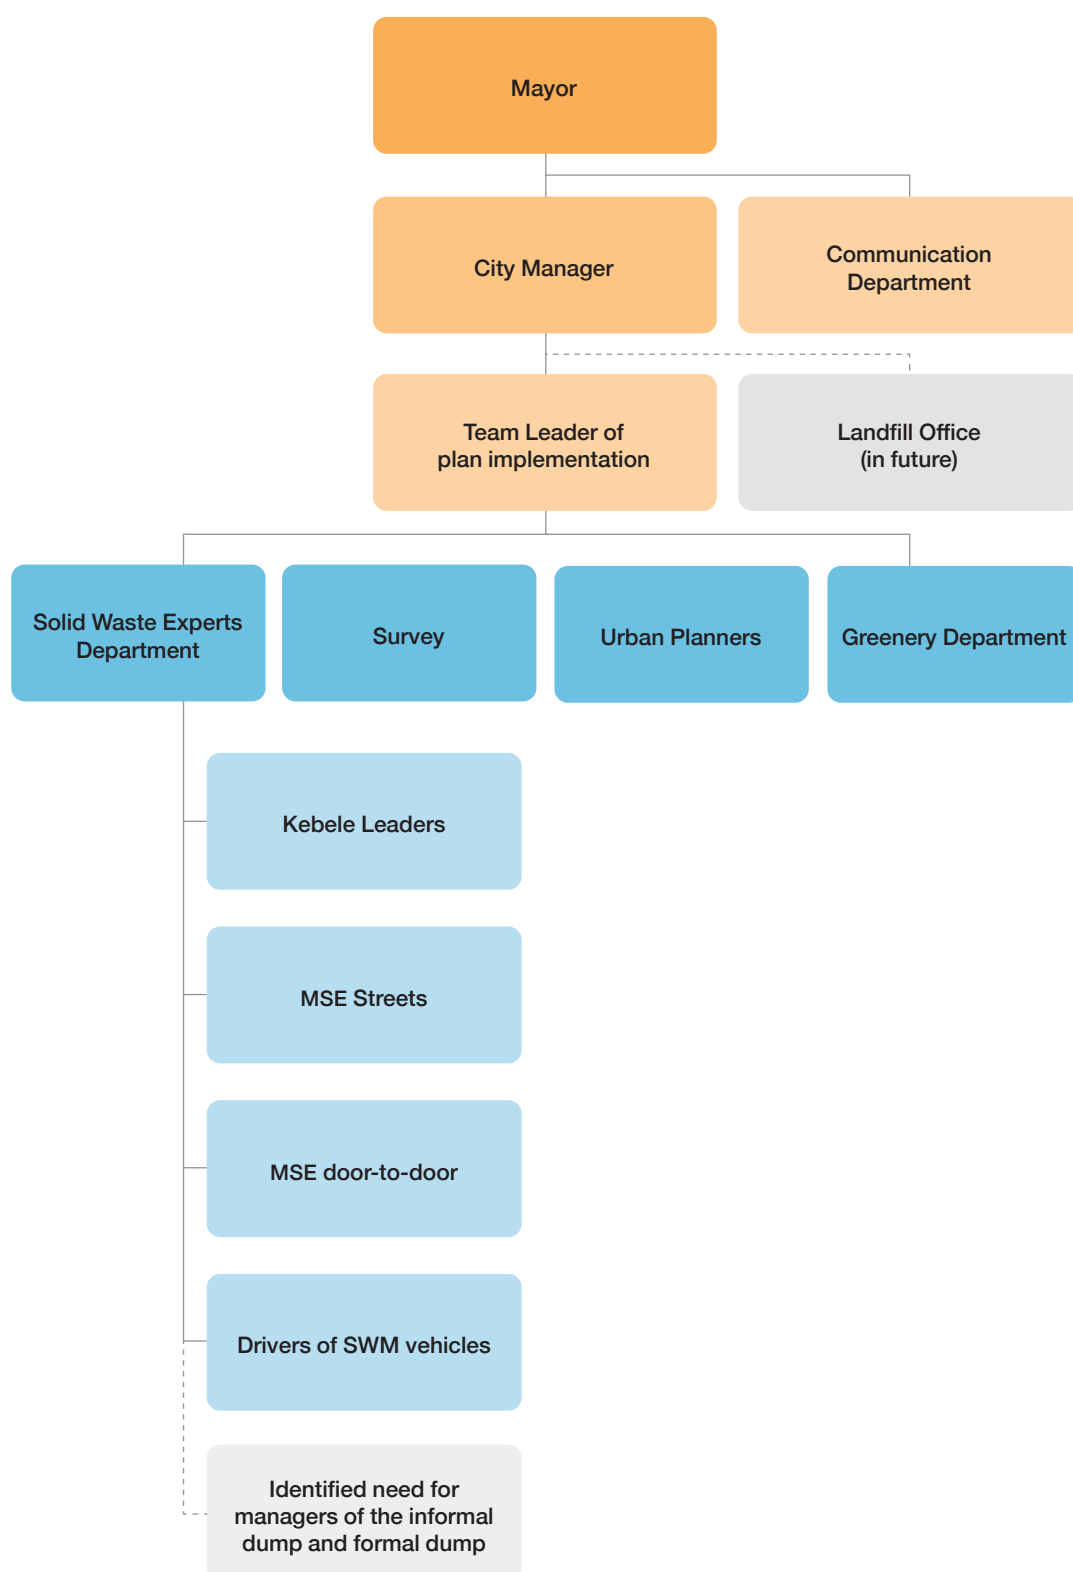 Mayor
City Manager
Communication
Department
Team Leader of
plan implementation
Landfill Office
(in future)
Solid Waste Experts
Department
Survey
Urban Planners
Greenery Department
Kebele Leaders
MSE Streets
MSE door-to-door
Drivers of SWM vehicles
Identified need for
managers of the informal
dump and formal dump